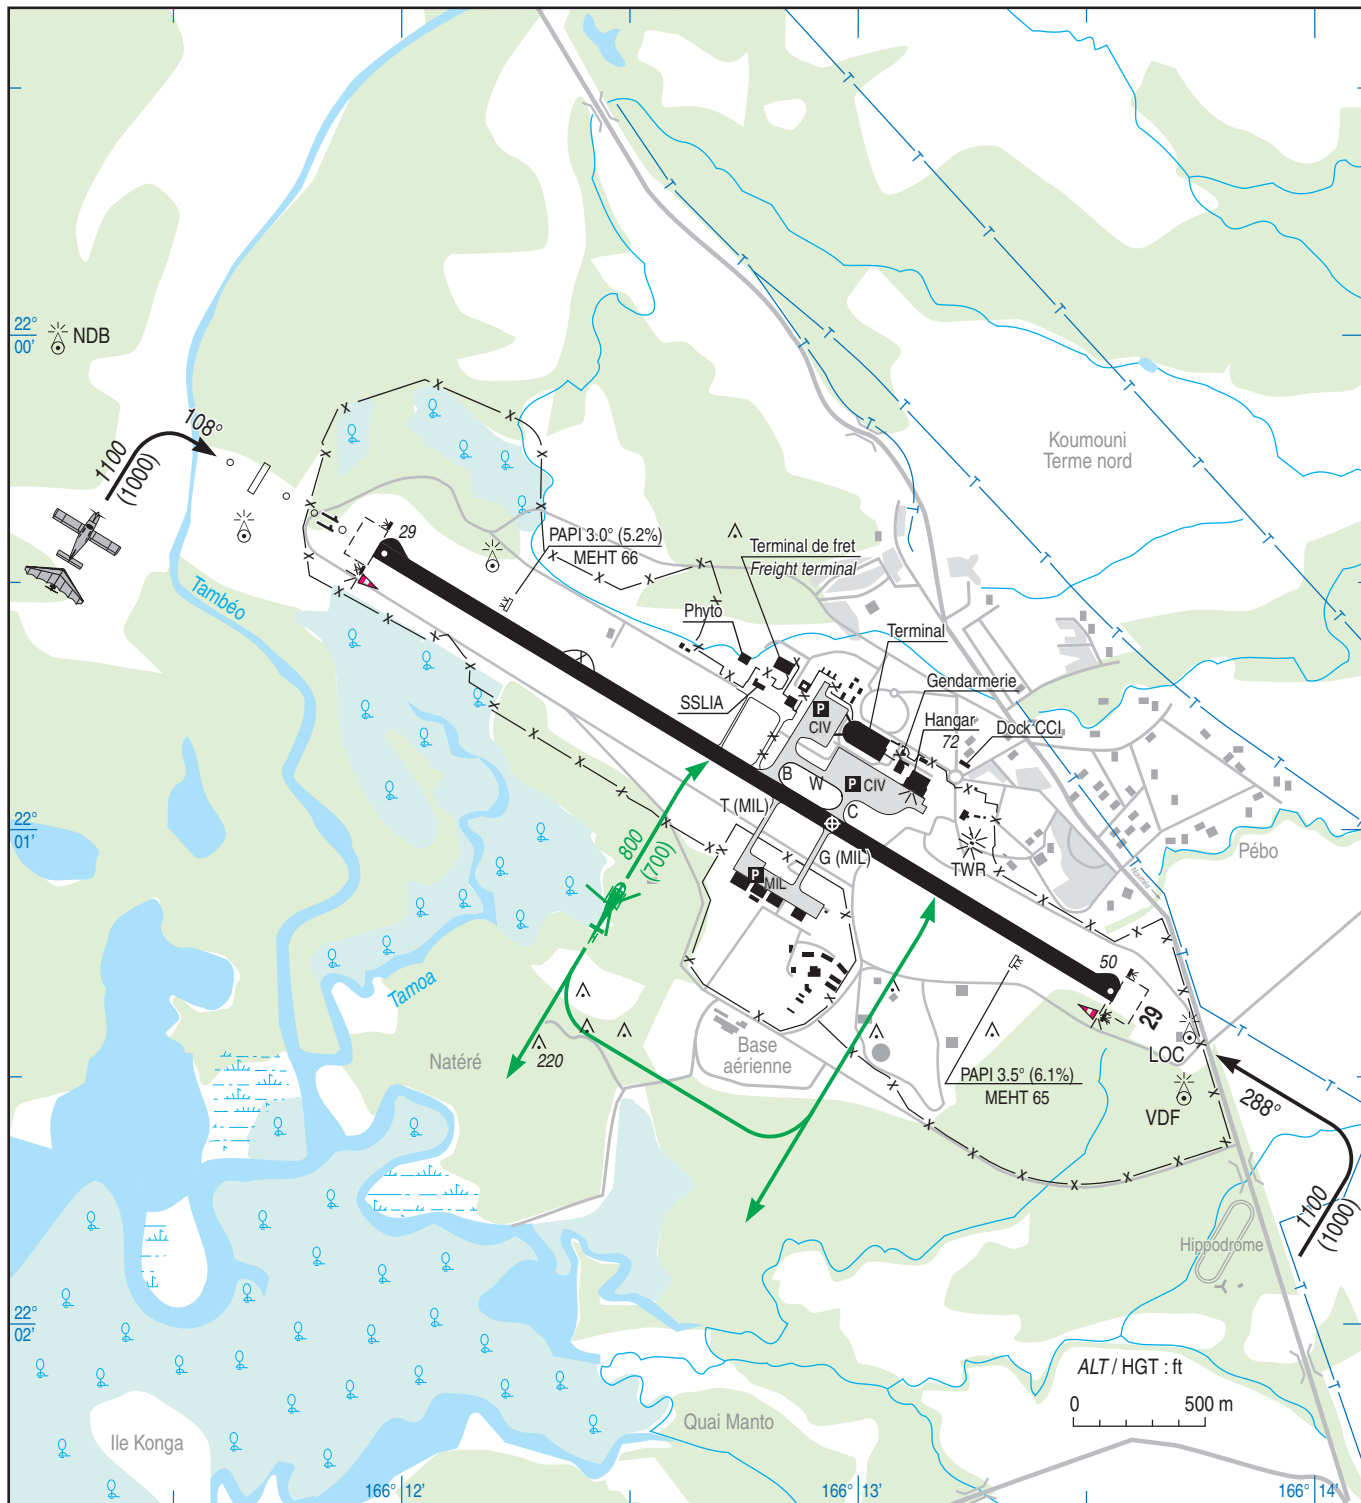 22°
00'
NDB
108°
1100
(1000)
Koumouni
Terme nord
29
PAPI 3.0° (5.2%)
MEHT 66
Terminal de fret
Freight terminal
Tambéo
Phyto
Terminal
Gendarmerie
SSLIA
P
CIV
Hangar
72
Dock CCI
B
W
P CIV
T (MIL)
C
22°
01'
800
(700)
G (MIL)
TWR
Pébo
Nouméa
P
MIL
50
Tamoa
29
Natéré
220
Base
aérienne
LOC
PAPI 3.5° (6.1%)
MEHT 65
288°
VDF
1100
(1000)
Hippodrome
22°
02'
ALT / HGT : ft
0
500 m
Quai Manto
Ile Konga
166° 12'
166° 13'
166° 14'